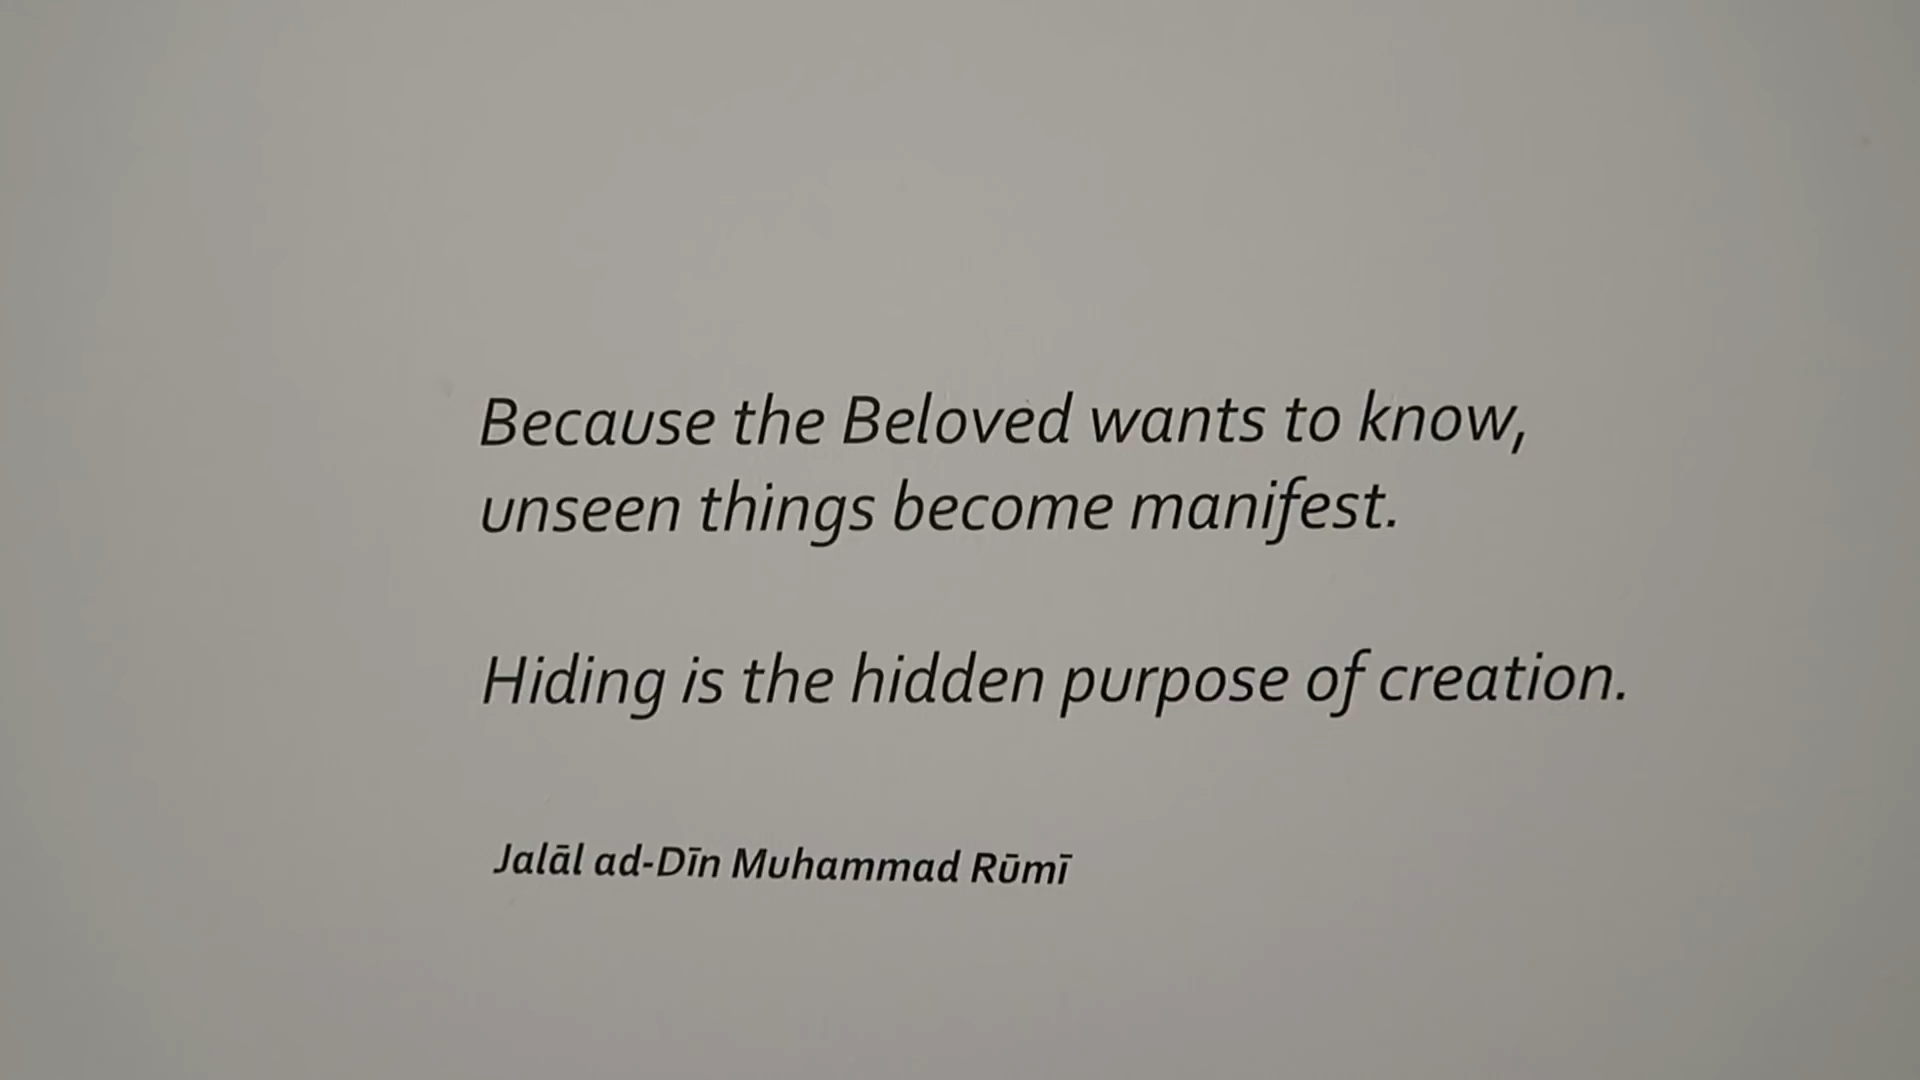 Because the Beloved wants to know,
unseen things become manifest.
Hiding is the hidden purpose of creation.
Jalāl ad-Dīn Muhammad Rūmī